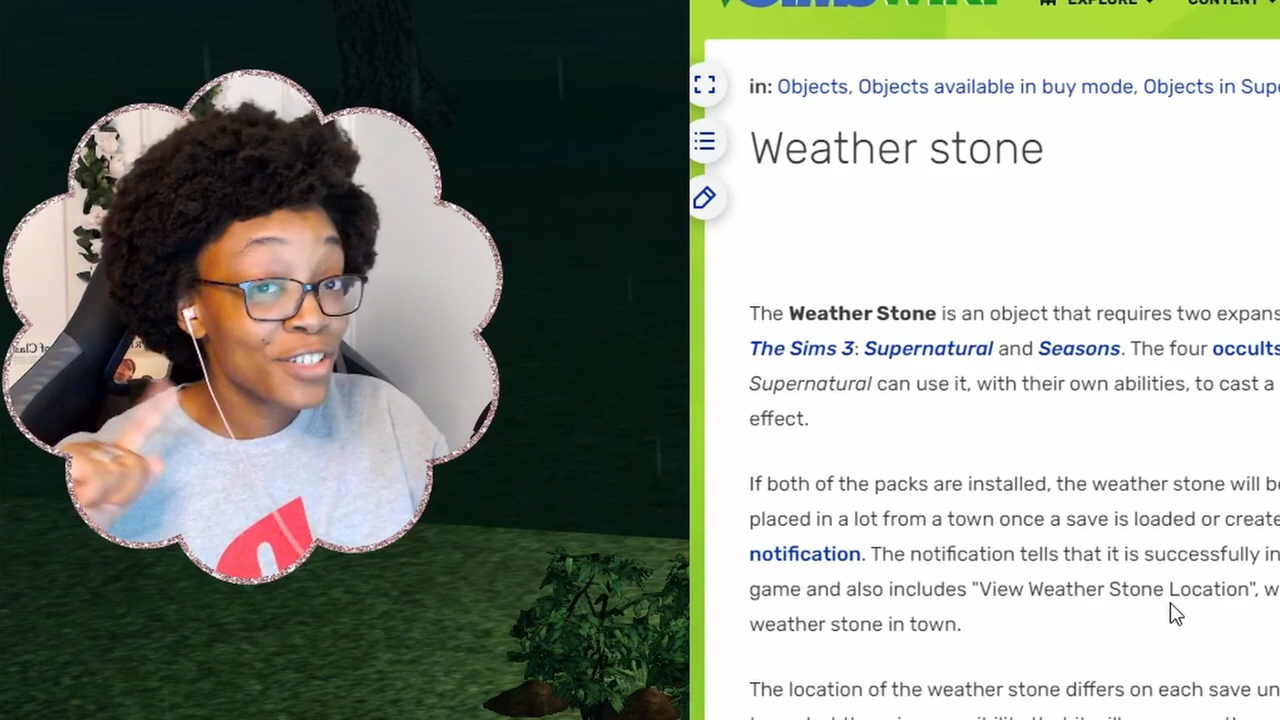 EXPLORE
CONTENT
in: Objects, Objects available in buy mode, Objects in Supe
Weather stone
The Weather Stone is an object that requires two expans
The Sims 3: Supernatural and Seasons. The four occults
Supernatural can use it, with their own abilities, to cast a
effect.
If both of the packs are installed, the weather stone will be
placed in a lot from a town once a save is loaded or create
notification. The notification tells that it is successfully in
game and also includes "View Weather Stone Location", w
weather stone in town.
The location of the weather stone differs on each save un